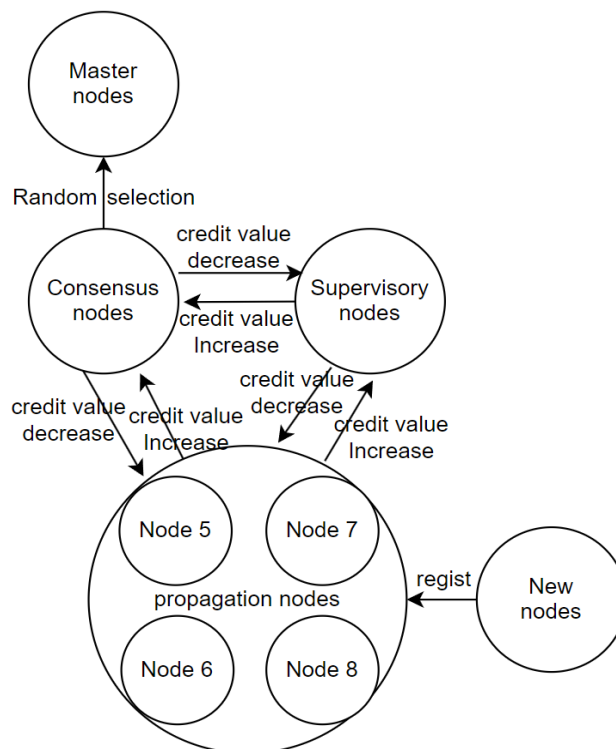 Master
nodes
Random selection
credit value
decrease
Consensus
nodes
Supervisory
nodes
credit value
Increase
credit value
decrease
credit value
Increase
credit value
decrease
credit value
Increase
Node 5
Node 7
propagation nodes
regist
New
nodes
Node 6
Node 8